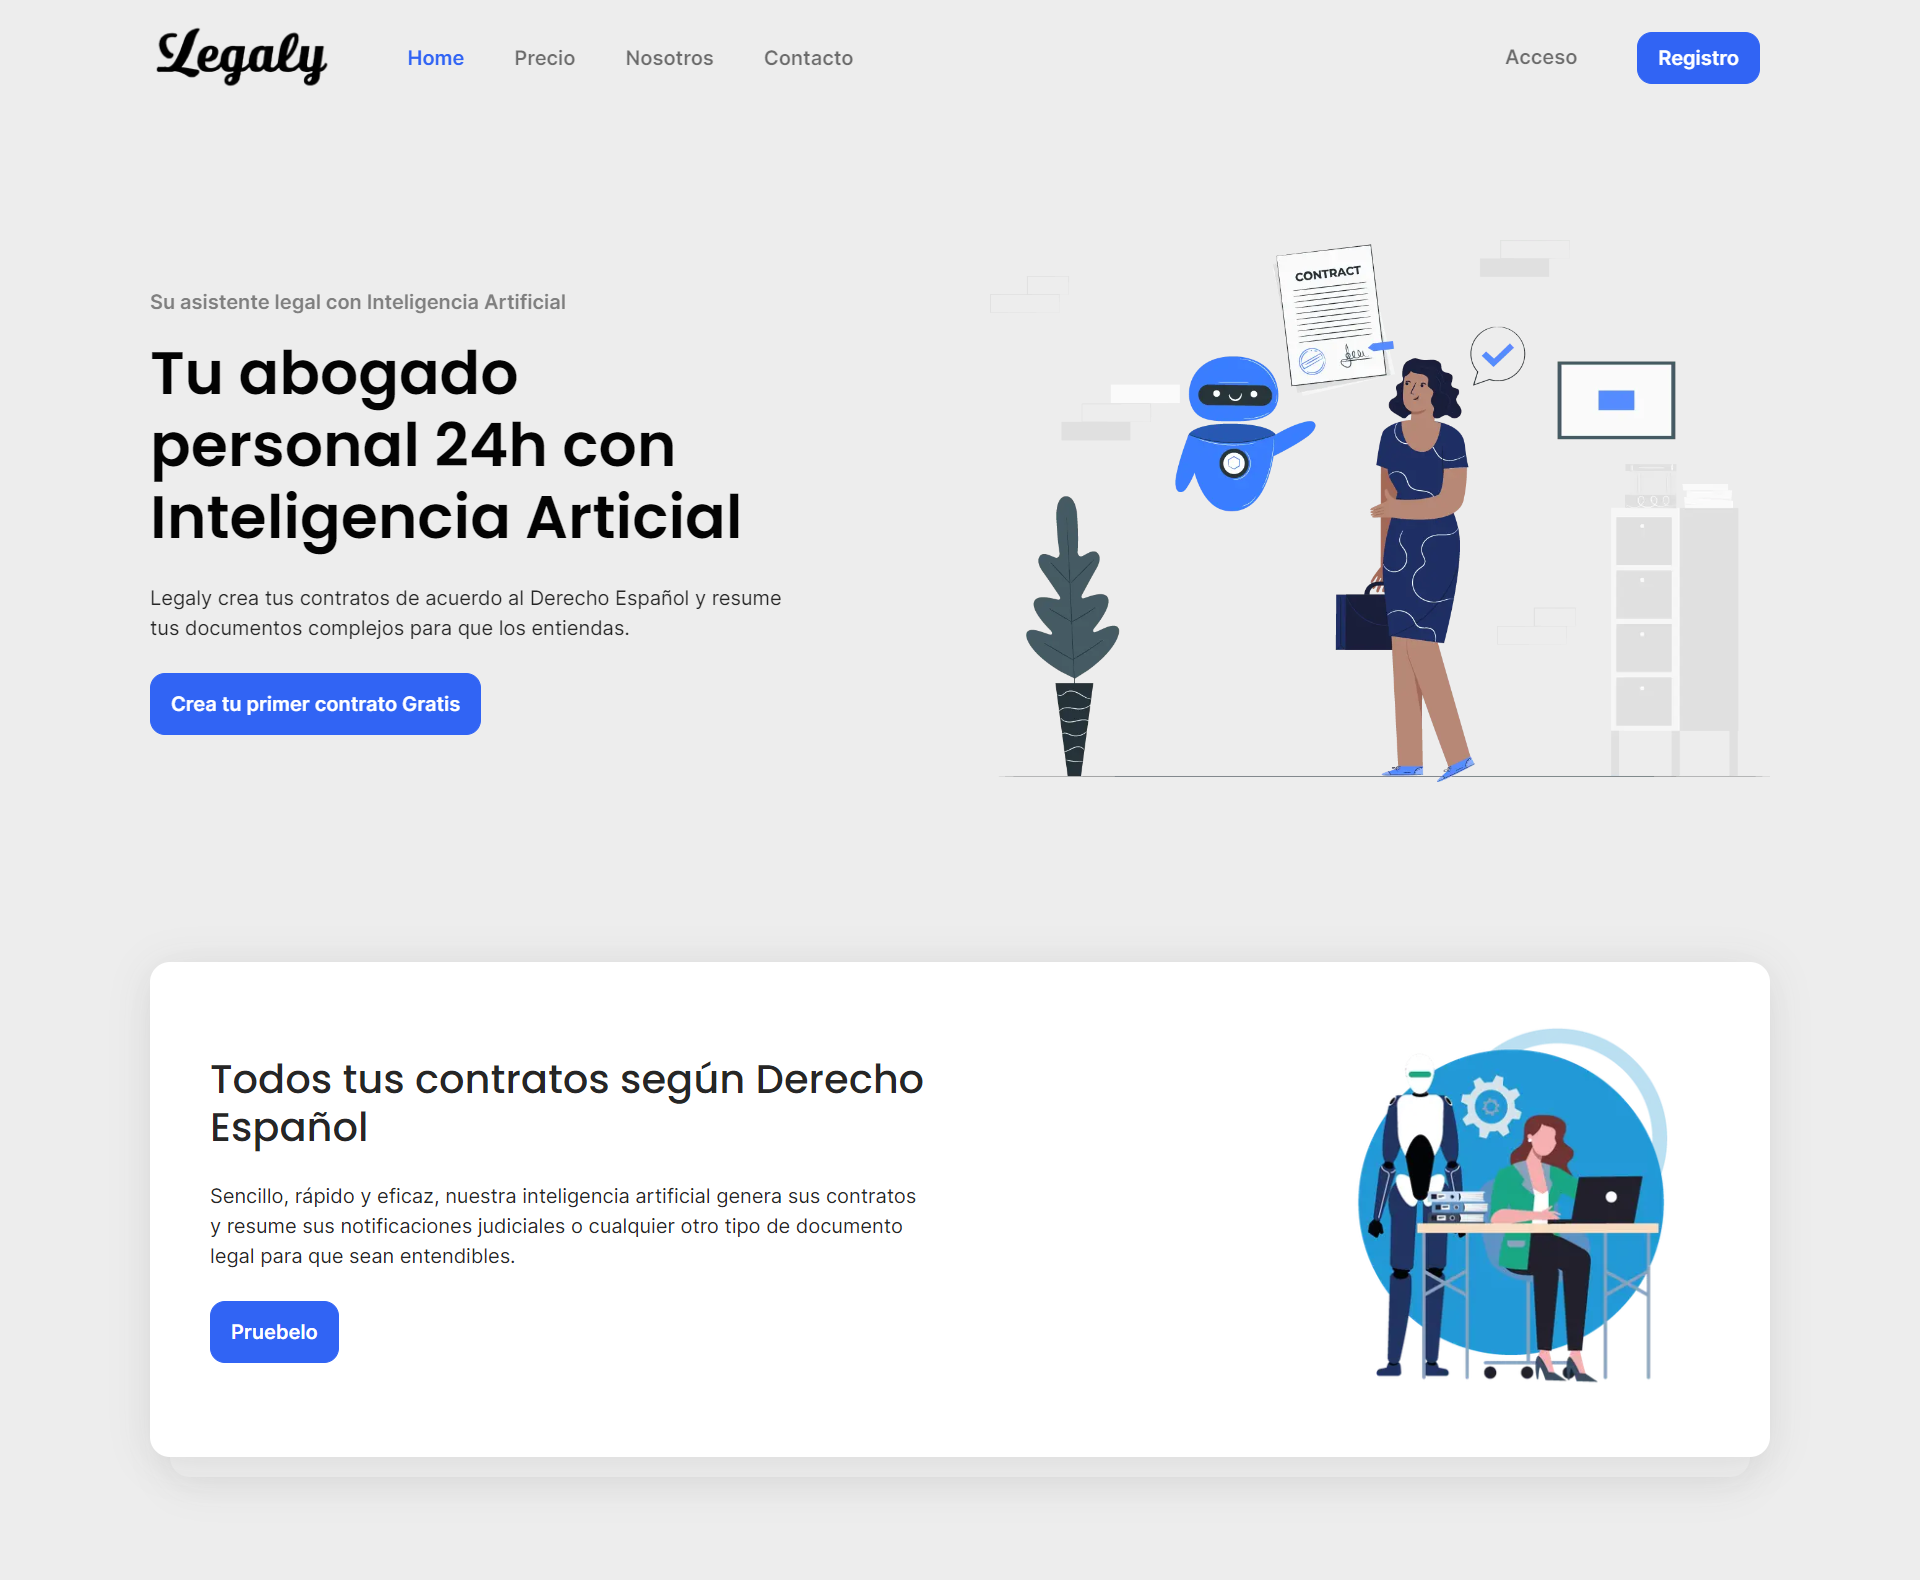 Legaly
Home
Precio
Nosotros
Contacto
Acceso
Registro
Su asistente legal con Inteligencia Artificial
Tu abogado
personal 24h con
Inteligencia Articial
Legaly crea tus contratos de acuerdo al Derecho Español y resume
tus documentos complejos para que los entiendas.
Crea tu primer contrato Gratis
CONTRACT
Todos tus contratos según Derecho
Español
Sencillo, rápido y eficaz, nuestra inteligencia artificial genera sus contratos
y resume sus notificaciones judiciales o cualquier otro tipo de documento
legal para que sean entendibles.
Pruebelo